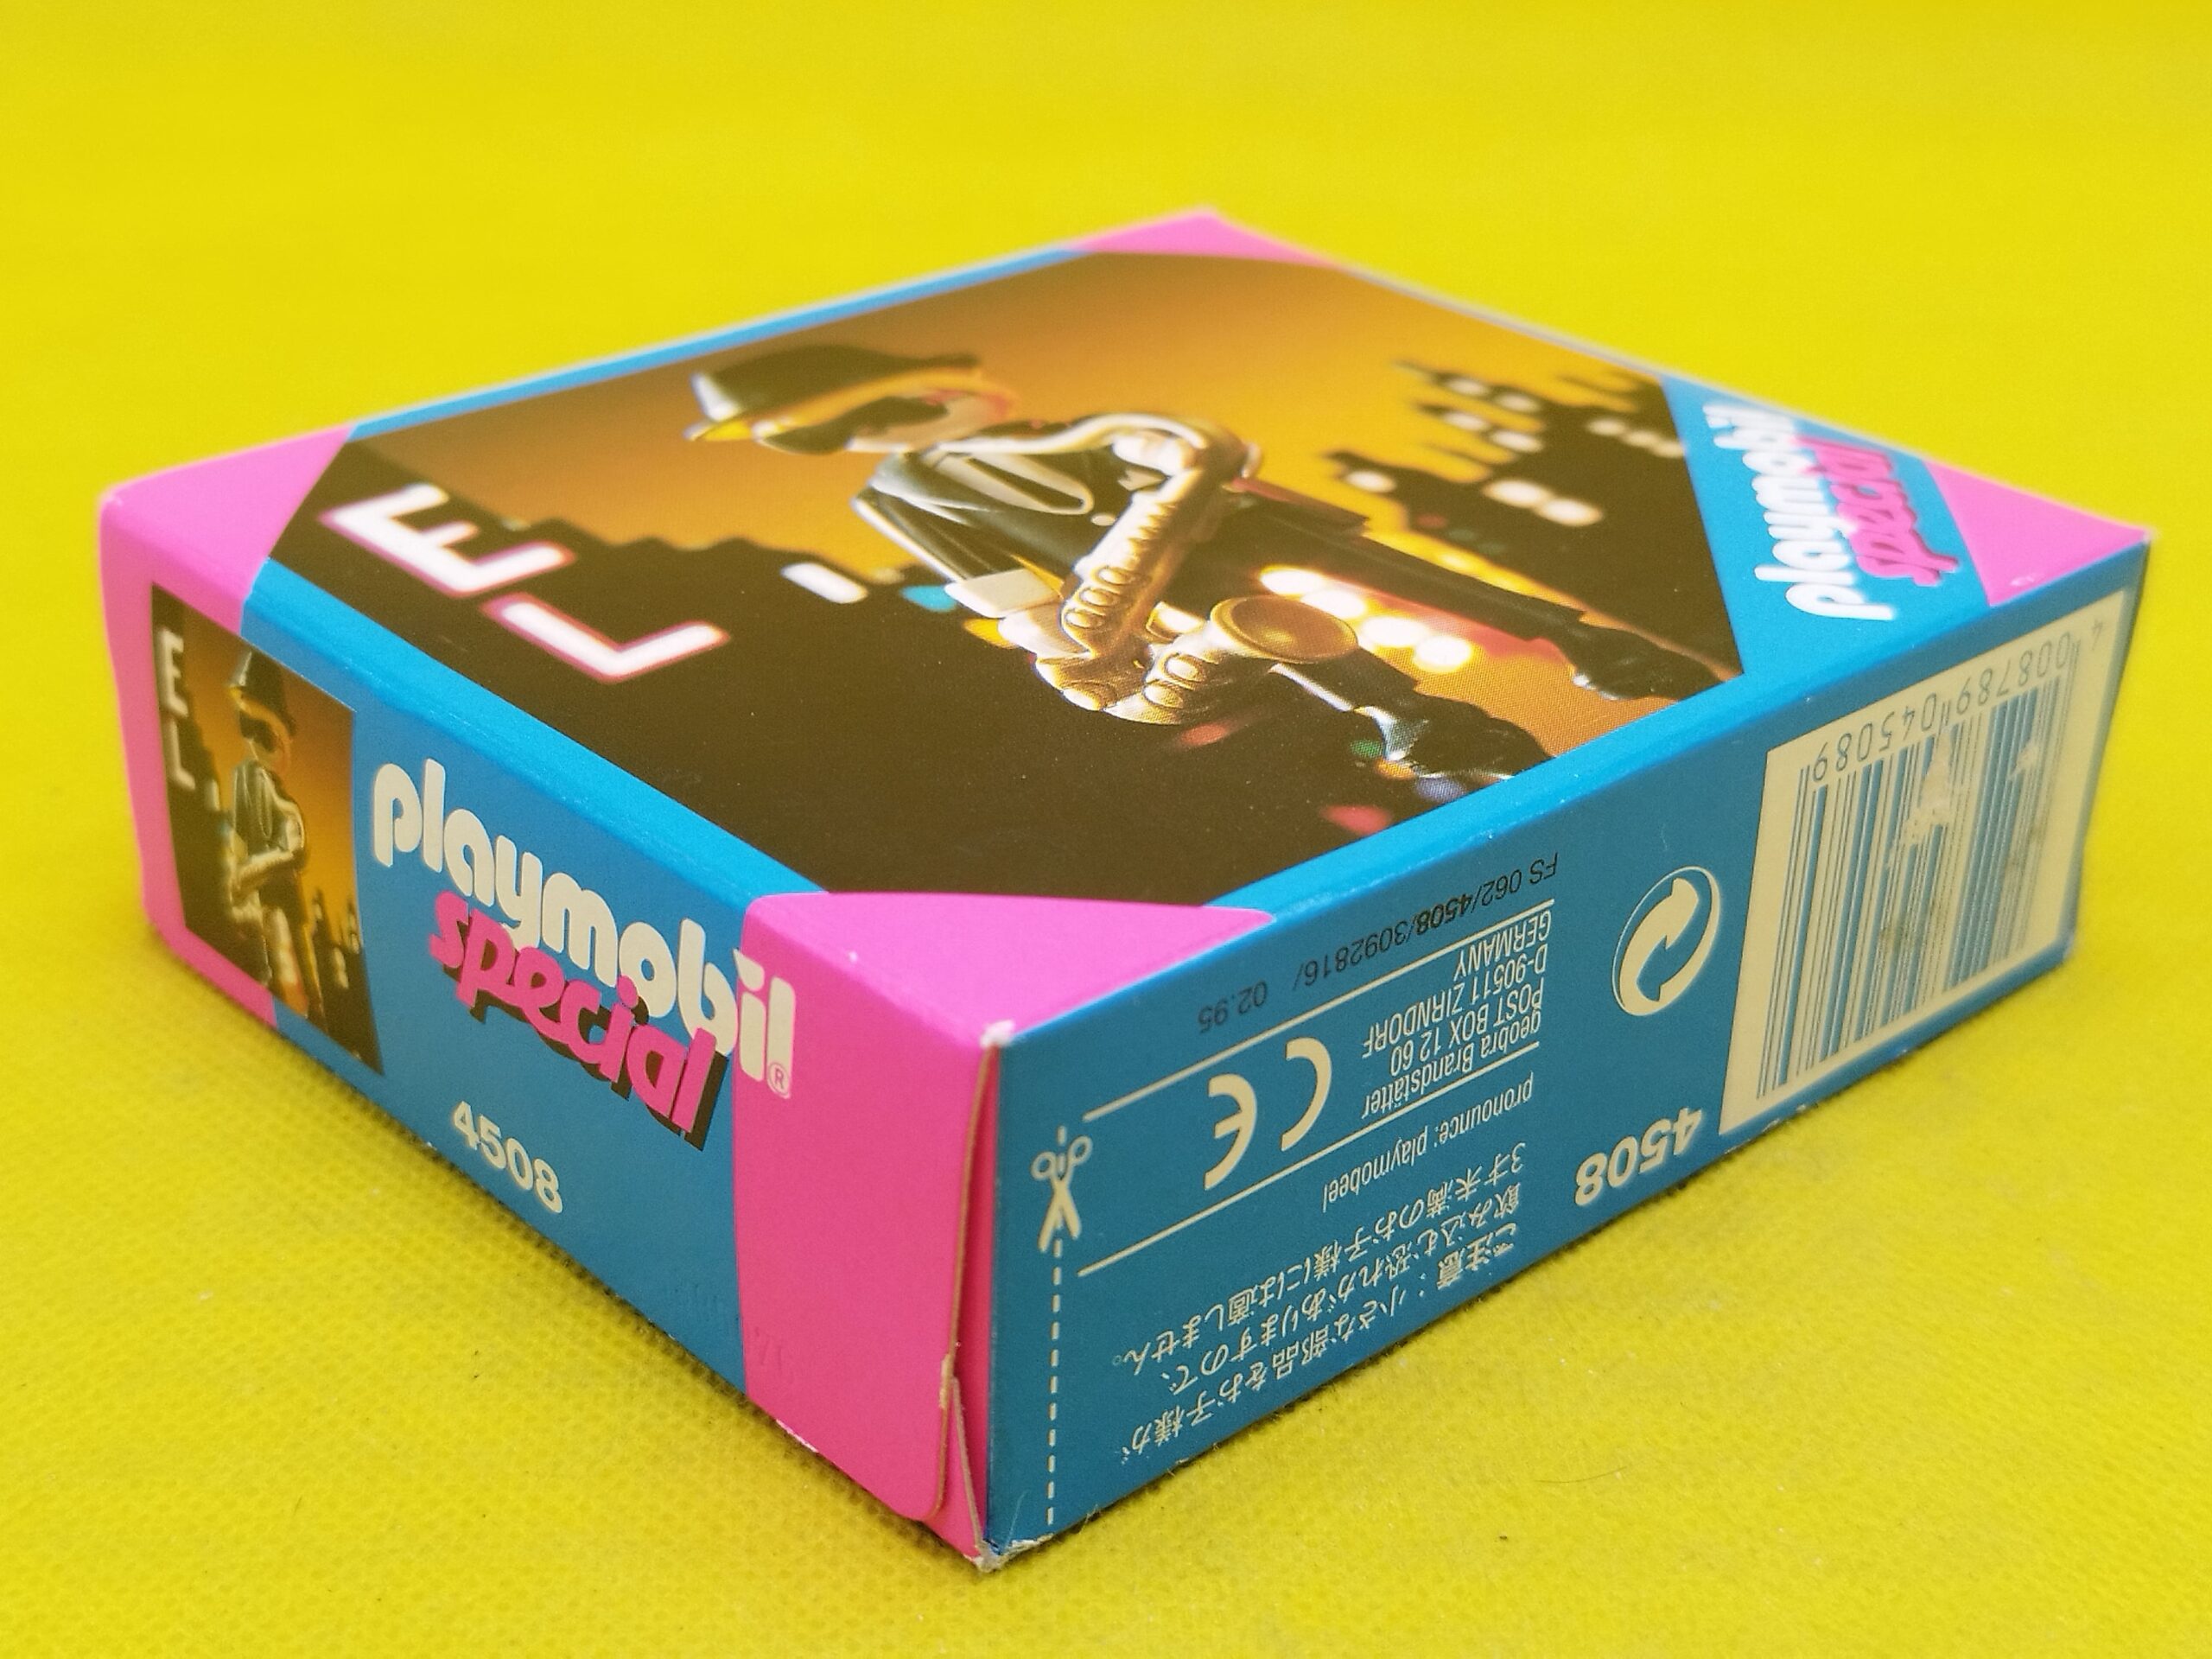 E
L
playmobil
special
E
L
playmobil
special
®
4508
FS 062/4508/3092816/ 02.95
geobra Brandstätter
POST BOX 12 60
D-90511 ZIRNDORF
GERMANY
CE
pronounce: playmobeel
ご注意:小さな部品をお子様が
飲み込む恐れがありますので、
3才未満のお子様には適しません。
4508
4 008789 045089